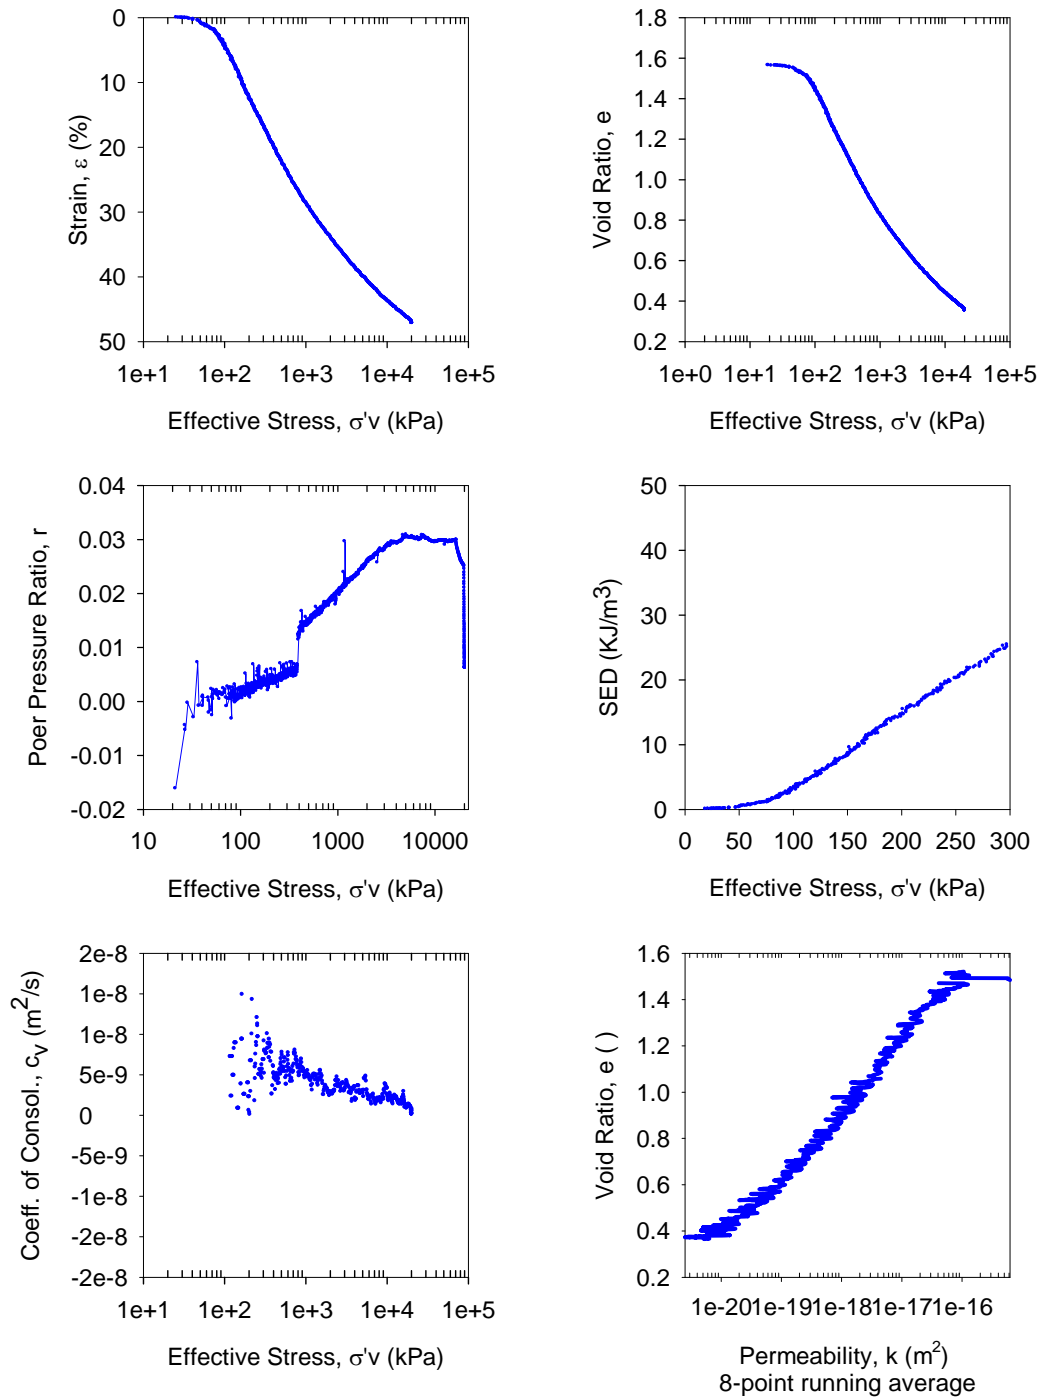 0
10
20
30
40
50
1e+1
1e+2
1e+3
1e+4
1e+5
Strain, ε (%)
Effective Stress, σ'v (kPa)
1.8
1.6
1.4
1.2
1.0
0.8
0.6
0.4
0.2
1e+0
1e+1
1e+2
1e+3
1e+4
1e+5
Void Ratio, e
Effective Stress, σ'v (kPa)
0.04
0.03
0.02
0.01
0.00
-0.01
-0.02
10
100
1000
10000
Poer Pressure Ratio, r
Effective Stress, σ'v (kPa)
50
40
30
20
10
0
0
50
100
150
200
250
300
SED (KJ/m³)
Effective Stress, σ'v (kPa)
2e-8
1e-8
1e-8
5e-9
0
-5e-9
-1e-8
-2e-8
-2e-8
1e+1
1e+2
1e+3
1e+4
1e+5
Coeff. of Consol., cᵥ (m²/s)
Effective Stress, σ'v (kPa)
1.6
1.4
1.2
1.0
0.8
0.6
0.4
0.2
1e-20
1e-19
1e-18
1e-17
1e-16
Void Ratio, e ( )
Permeability, k (m²)
8-point running average